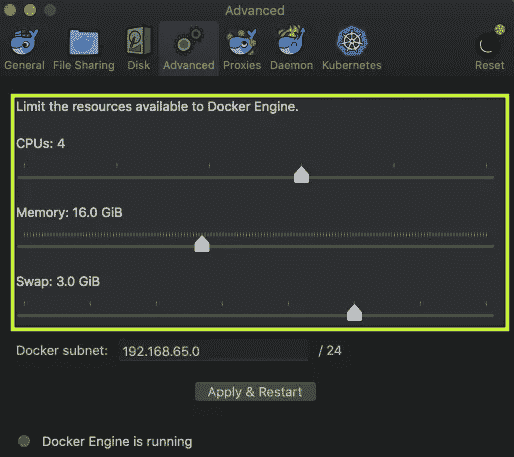 Advanced
General File Sharing Disk Advanced Proxies Daemon Kubernetes Reset
Limit the resources available to Docker Engine.
CPUs: 4
Memory: 16.0 GiB
Swap: 3.0 GiB
Docker subnet: 192.168.65.0 / 24
Apply & Restart
Docker Engine is running